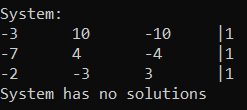 System:
-3 10 -10 |1
-7 4 -4 |1
-2 -3 3 |1
System has no solutions